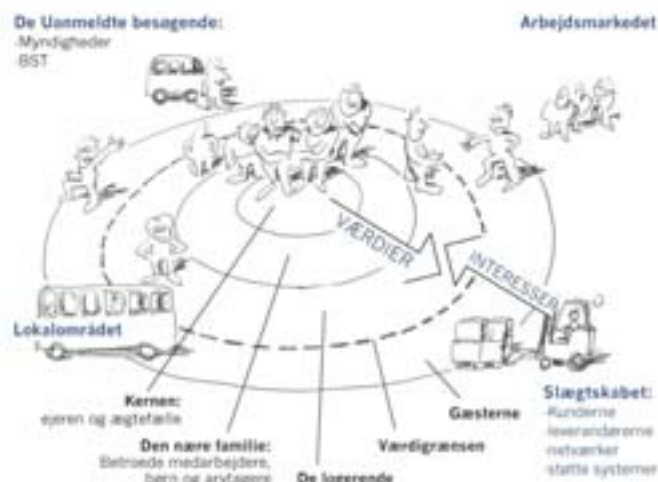 De Uanmeldte besøgende:
-Myndigheder
-BST
Arbejdsmarkedet
VÆRDIER
INTERESSER
Lokalområdet
Kernen:
ejeren og ægtefælle
Den nære familie:
Betroede medarbejdere,
børn og arvtagere
De logerende
Værdigrænsen
Gæsterne
Slægtskabet:
-Kunderne
-leverandørerne
-netværker
-støtte systemer